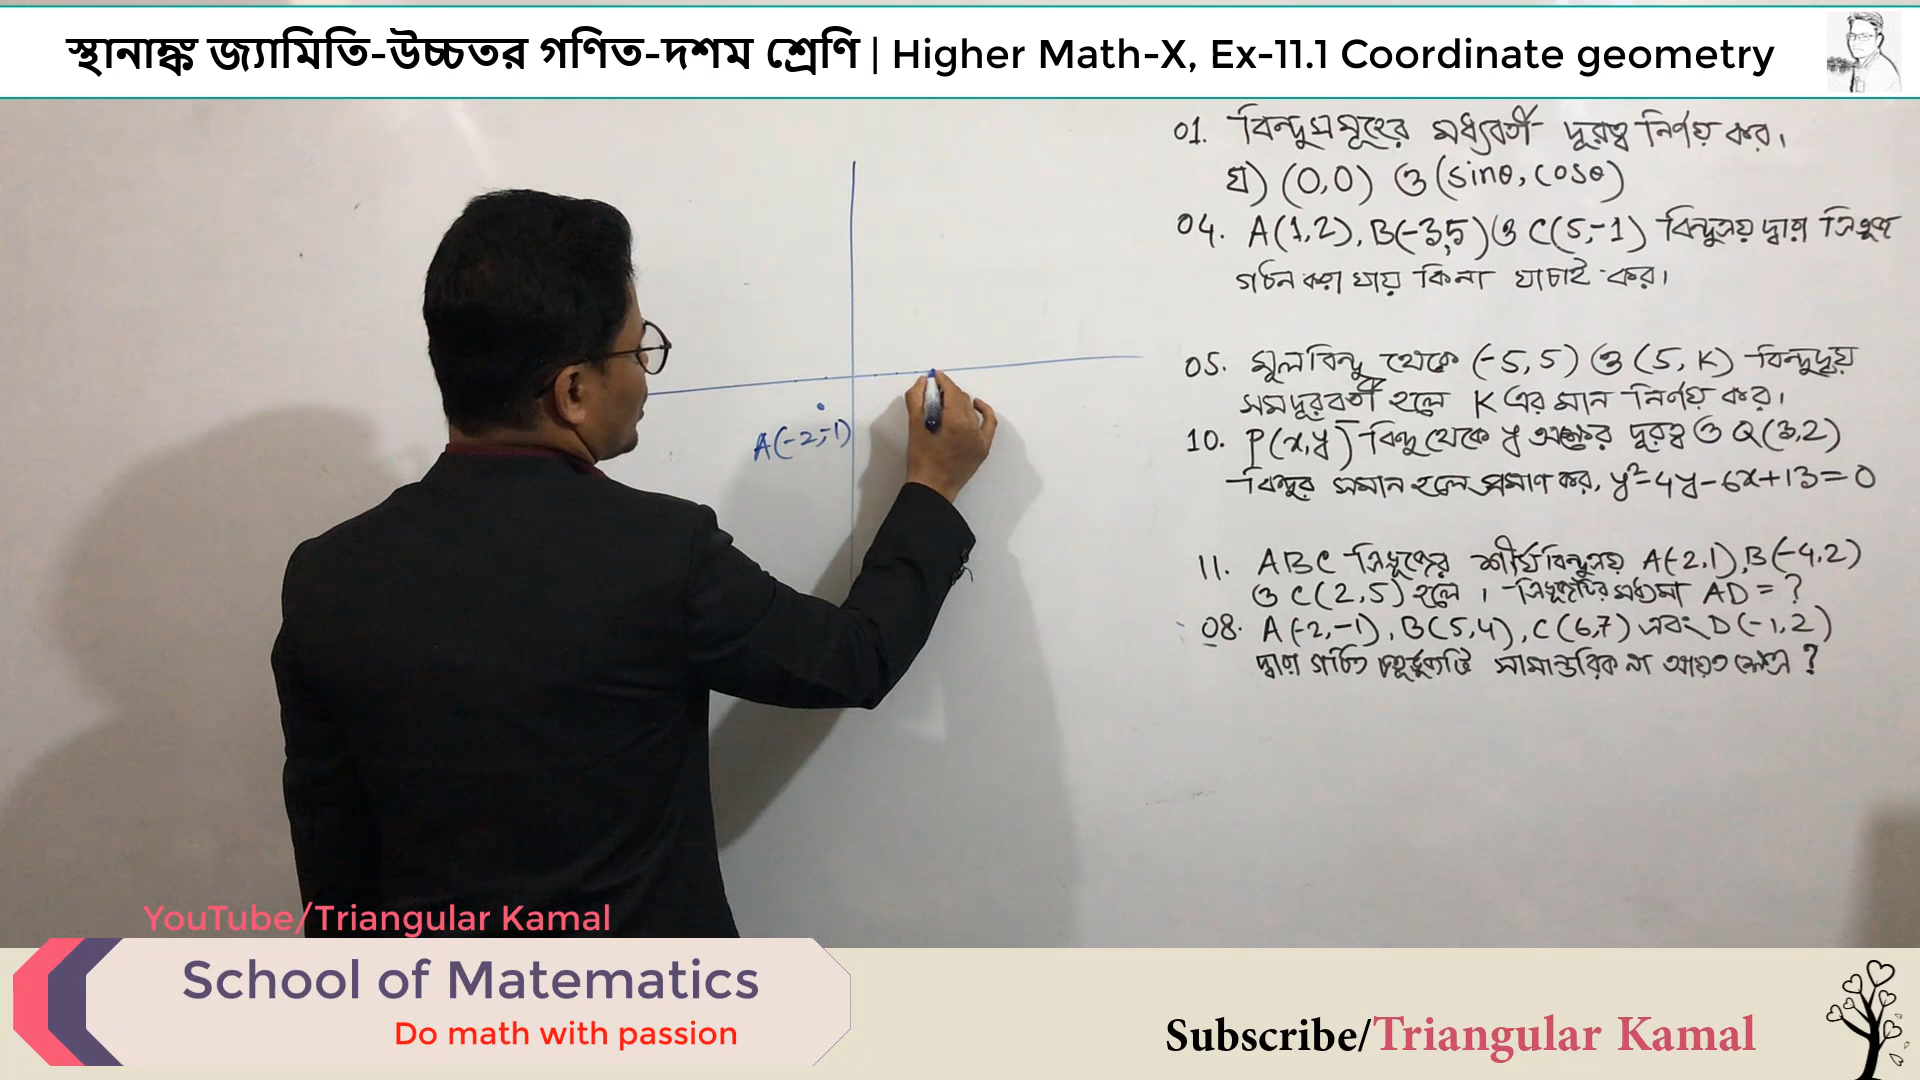 স্থানাঙ্ক জ্যামিতি-উচ্চতর গণিত-দশম শ্রেণি | Higher Math-X, Ex-11.1 Coordinate geometry
01. বিন্দুসমূহের মধ্যবর্তী দূরত্ব নির্ণয় কর।
ঘ) (0,0) ও (sinθ, cosθ)
04. A(1,2), B(-3,5) ও C(5,-1) বিন্দুত্রয় দ্বারা ত্রিভুজ
গঠন করা যায় কিনা যাচাই কর।
05. মূলবিন্দু থেকে (-5,5) ও (5,K) বিন্দুদ্বয়
সমদূরবর্তী হলে K এর মান নির্ণয় কর।
10. P(x,y) বিন্দু থেকে y অক্ষের দূরত্ব ও Q(3,2)
বিন্দুর সমান হলে প্রমাণ কর, y²-4y-6x+13=0
11. ABC ত্রিভুজের শীর্ষবিন্দুত্রয় A(-2,1), B(-4,2)
ও C(2,5) হলে। ত্রিভুজটির মধ্যমা AD = ?
08. A(-2,-1), B(5,4), C(6,7) এবং D(-1,2)
দ্বারা গঠিত চতুর্ভুজটি সামান্তরিক না আয়তক্ষেত্র ?
A(-2,-1)
YouTube/Triangular Kamal
School of Matematics
Do math with passion
Subscribe/Triangular Kamal